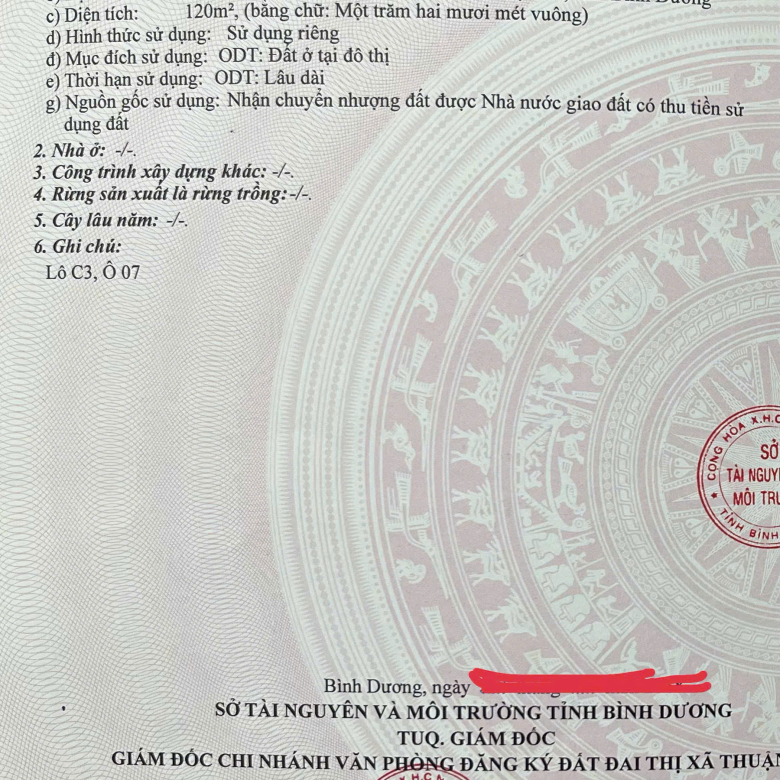 c) Diện tích: 120m², (bằng chữ: Một trăm hai mươi mét vuông)
d) Hình thức sử dụng: Sử dụng riêng
đ) Mục đích sử dụng: ODT: Đất ở tại đô thị
e) Thời hạn sử dụng: ODT: Lâu dài
g) Nguồn gốc sử dụng: Nhận chuyển nhượng đất được Nhà nước giao đất có thu tiền sử
dụng đất
2. Nhà ở: -/-.
3. Công trình xây dựng khác: -/-.
4. Rừng sản xuất là rừng trồng: -/-.
5. Cây lâu năm: -/-.
6. Ghi chú:
Lô C3, Ô 07
CỘNG HÒA X.H.C
SỞ
TÀI NGUY
MÔI TRƯ
TỈNH BÌNH
Bình Dương, ngày
SỞ TÀI NGUYÊN VÀ MÔI TRƯỜNG TỈNH BÌNH DƯƠNG
TUQ. GIÁM ĐỐC
GIÁM ĐỐC CHI NHÁNH VĂN PHÒNG ĐĂNG KÝ ĐẤT ĐAI THỊ XÃ THUẬN